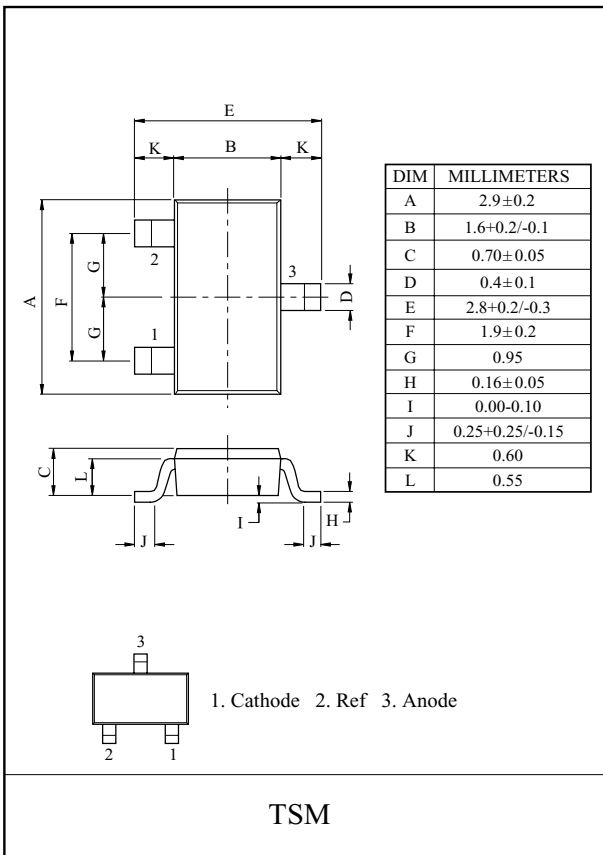 E
K B K
2
3
A
F
G
G
D
1
DIM MILLIMETERS
A 2.9±0.2
B 1.6+0.2/-0.1
C 0.70±0.05
D 0.4±0.1
E 2.8+0.2/-0.3
F 1.9±0.2
G 0.95
H 0.16±0.05
I 0.00-0.10
J 0.25+0.25/-0.15
K 0.60
L 0.55
C
L
I
H
J
J
3
1. Cathode 2. Ref 3. Anode
2 1
TSM